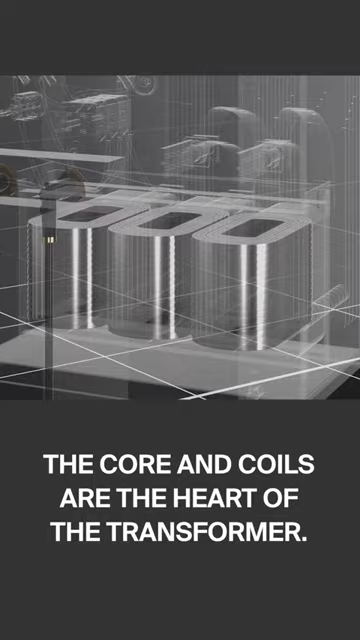 THE CORE AND COILS
ARE THE HEART OF
THE TRANSFORMER.